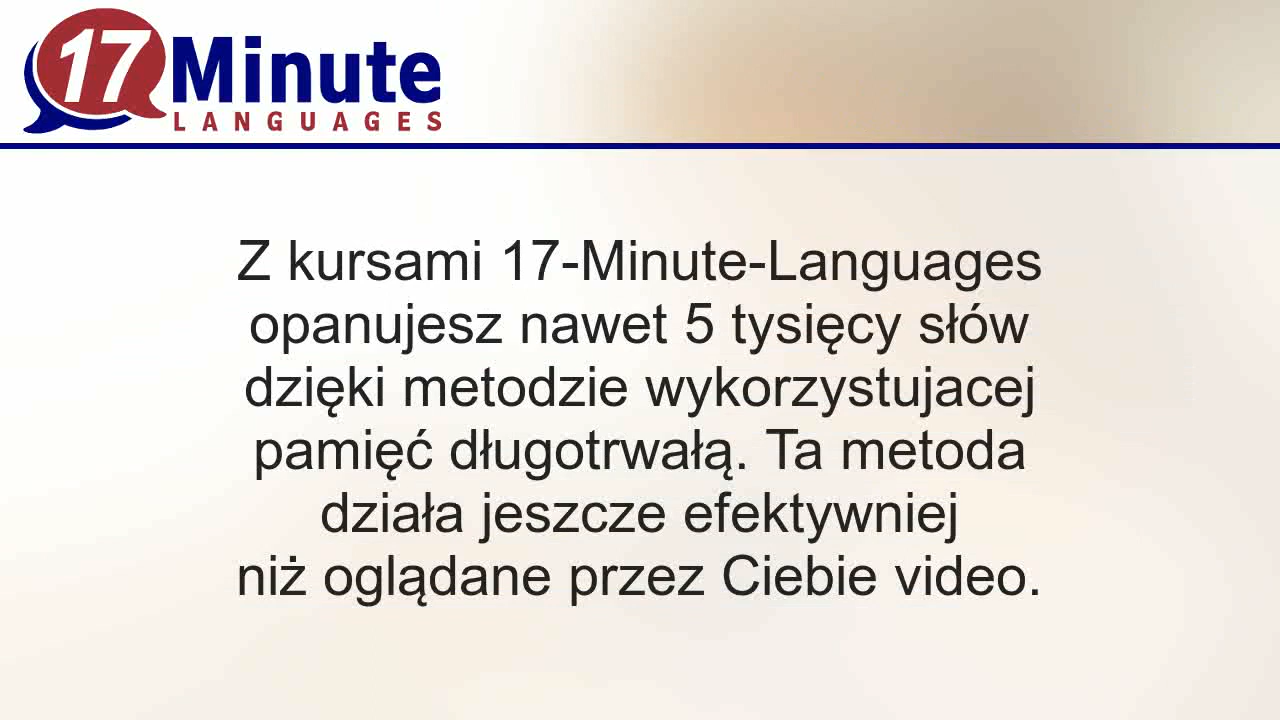 17 Minute
LANGUAGES
Z kursami 17-Minute-Languages
opanujesz nawet 5 tysięcy słów
dzięki metodzie wykorzystujacej
pamięć długotrwałą. Ta metoda
działa jeszcze efektywniej
niż oglądane przez Ciebie video.